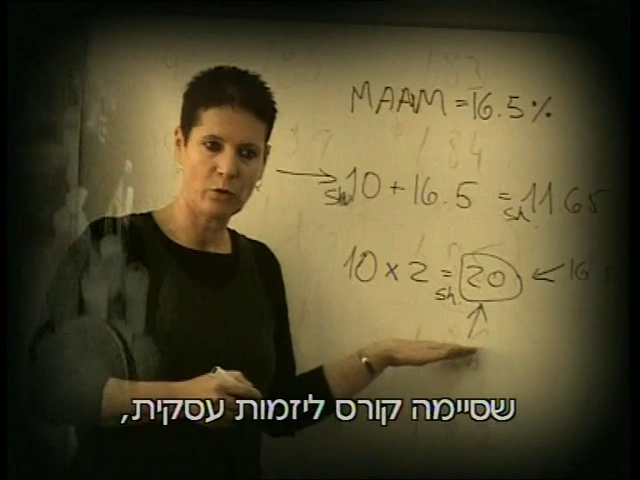 MAAM = 16.5%
sh. 10 + 16.5 = sh. 11.65
10 x 2 = sh. 20 ← 16.5
שסיימה קורס ליזמות עסקית,